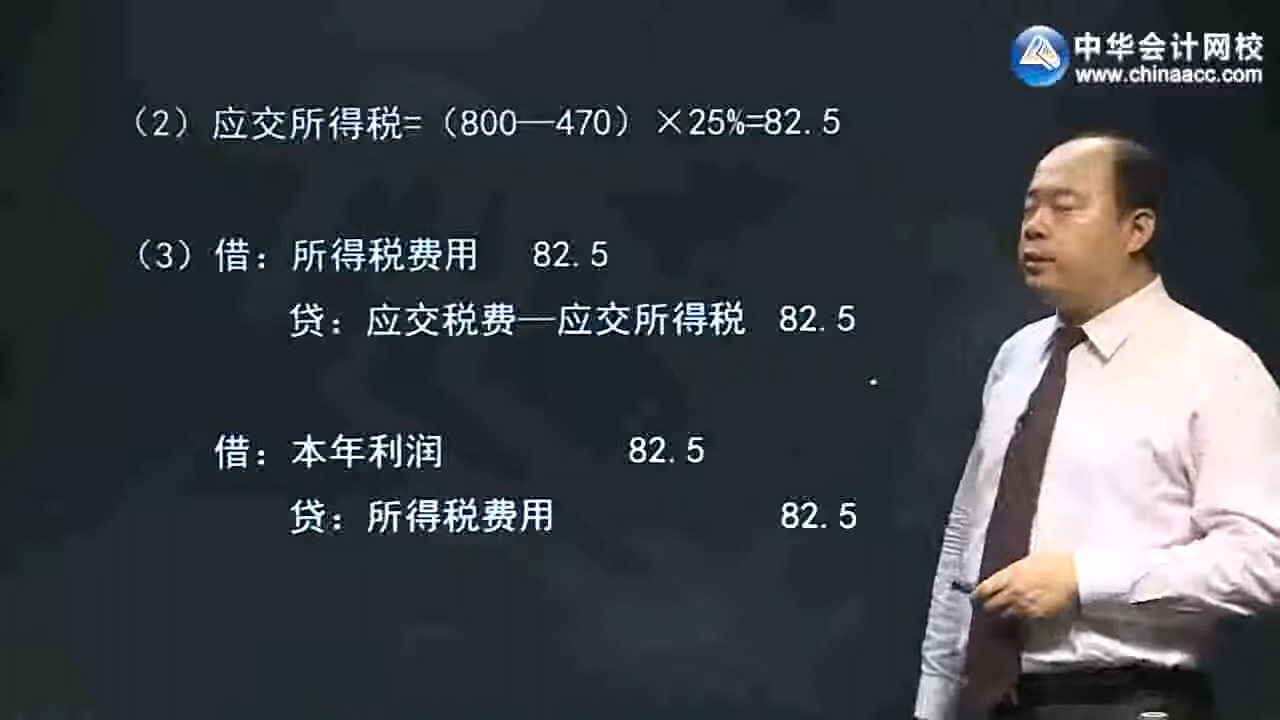 中华会计网校
www.chinaacc.com
（2）应交所得税=（800—470）×25%=82.5
（3）借：所得税费用 82.5
贷：应交税费—应交所得税 82.5
借：本年利润 82.5
贷：所得税费用 82.5